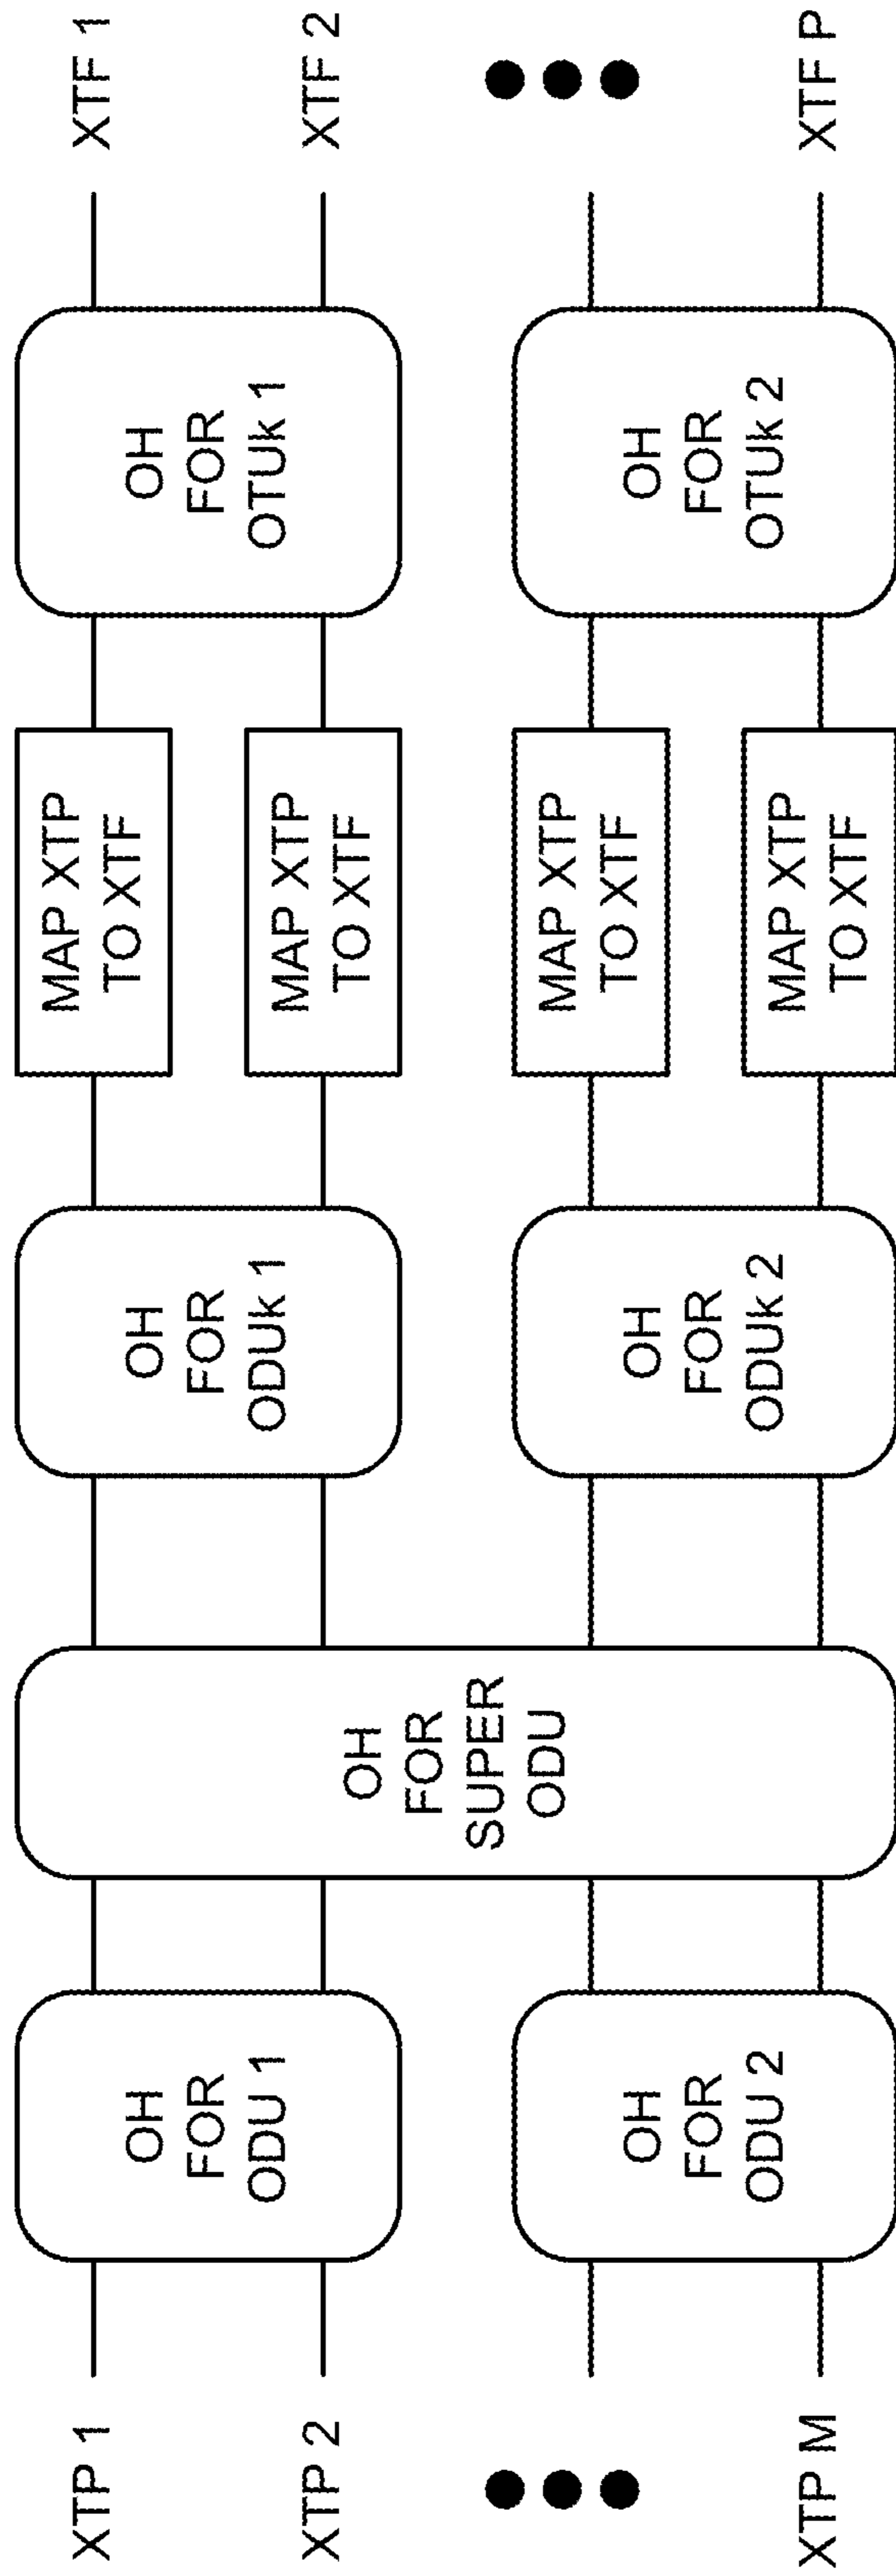 XTP 1
XTP 2
XTP M
OH
FOR
ODU 1
OH
FOR
ODU 2
OH
FOR
SUPER
ODU
OH
FOR
ODUk 1
OH
FOR
ODUk 2
MAP XTP
TO XTF
MAP XTP
TO XTF
MAP XTP
TO XTF
MAP XTP
TO XTF
OH
FOR
OTUk 1
OH
FOR
OTUk 2
XTF 1
XTF 2
XTF P